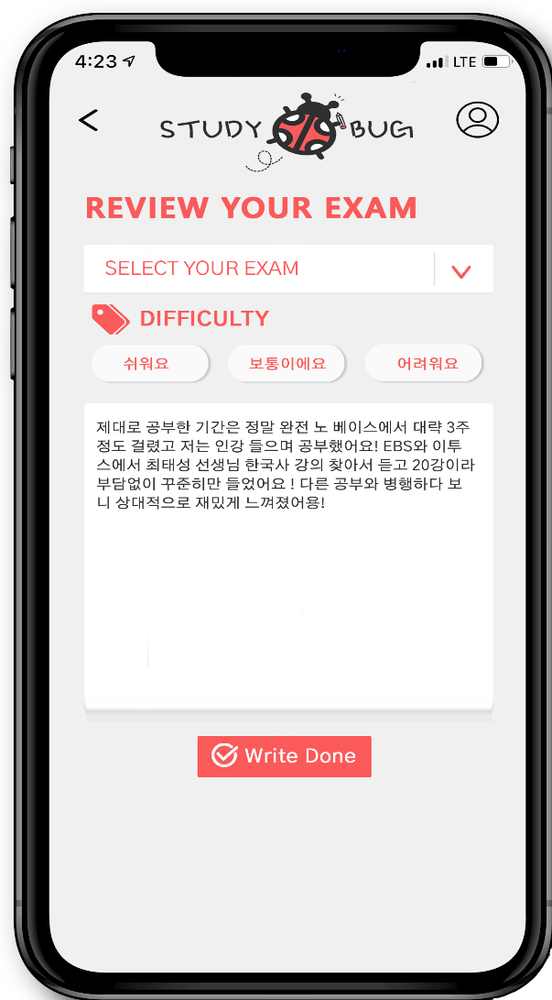 4:23
LTE
STUDY BUG
REVIEW YOUR EXAM
SELECT YOUR EXAM
DIFFICULTY
쉬워요 보통이에요 어려워요
제대로 공부한 기간은 정말 완전 노 베이스에서 대략 3주
정도 걸렸고 저는 인강 들으며 공부했어요! EBS와 이투
스에서 최태성 선생님 한국사 강의 찾아서 듣고 20강이라
부담없이 꾸준히만 들었어요 ! 다른 공부와 병행하다 보
니 상대적으로 재밌게 느껴졌어용!
Write Done